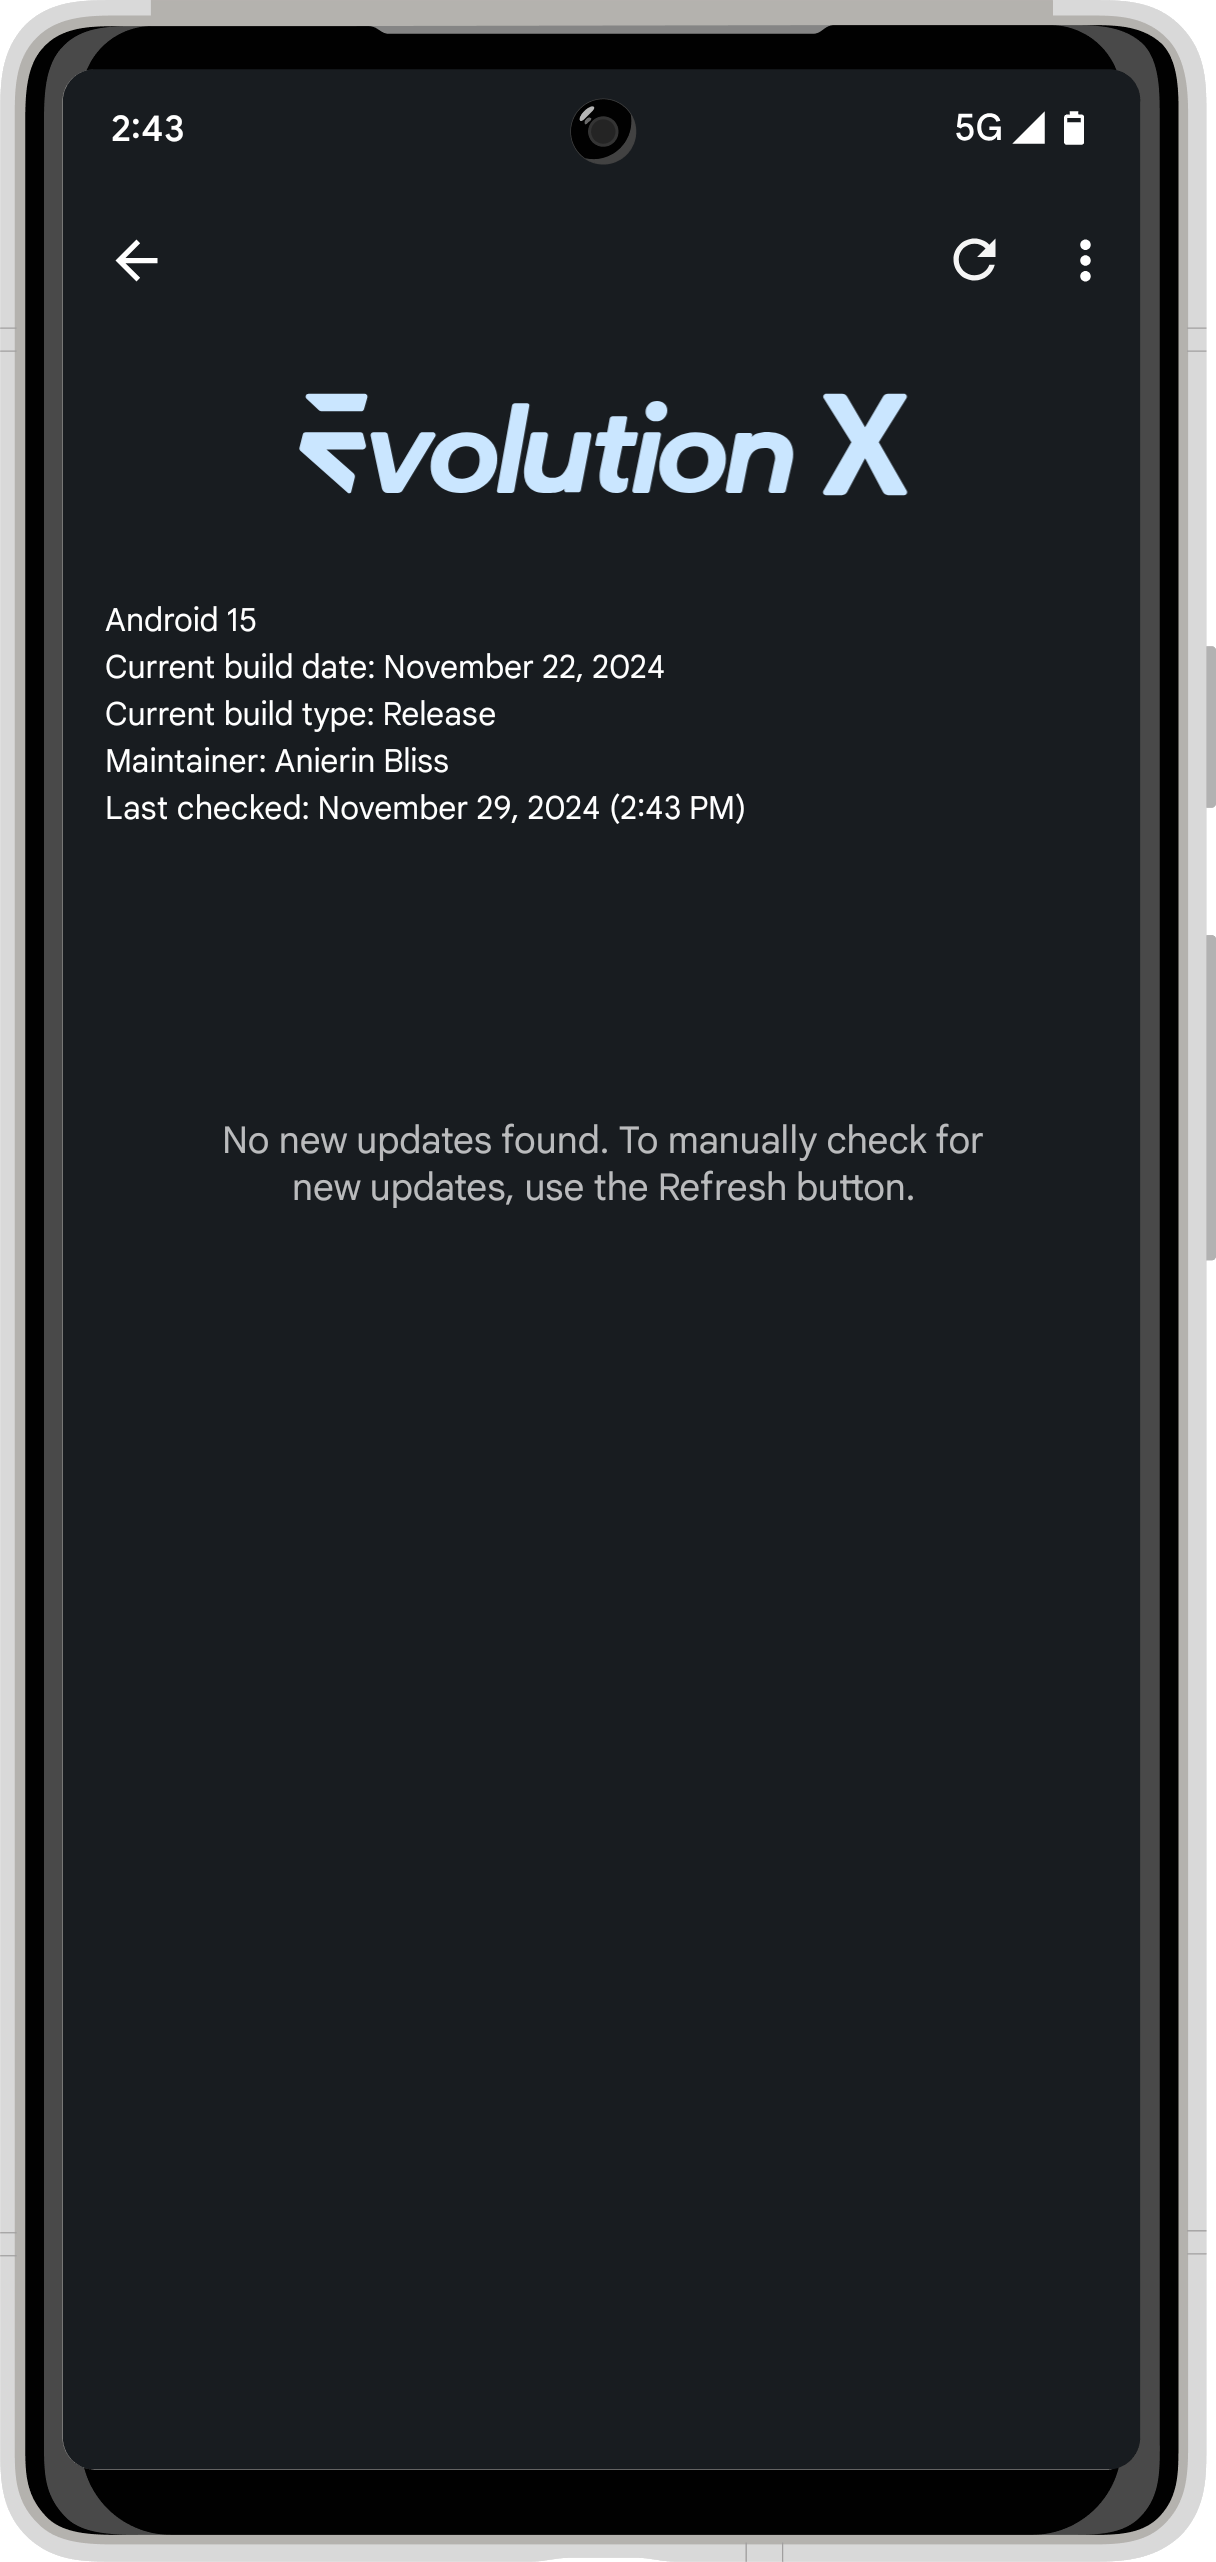 2:43
5G
Evolution X
Android 15
Current build date: November 22, 2024
Current build type: Release
Maintainer: Anierin Bliss
Last checked: November 29, 2024 (2:43 PM)
No new updates found. To manually check for
new updates, use the Refresh button.